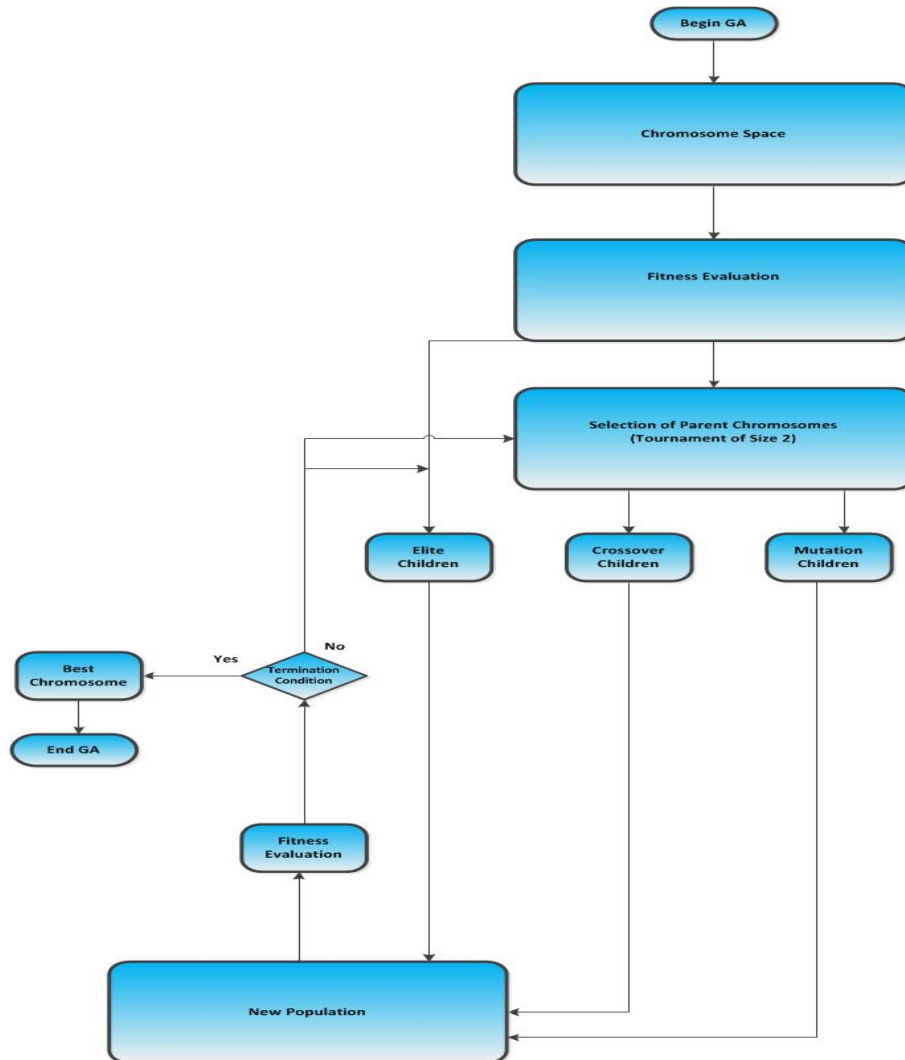 Begin GA
Chromosome Space
Fitness Evaluation
Selection of Parent Chromosomes
(Tournament of Size 2)
Elite
Children
Crossover
Children
Mutation
Children
No
Yes
Termination
Condition
Best
Chromosome
End GA
Fitness
Evaluation
New Population